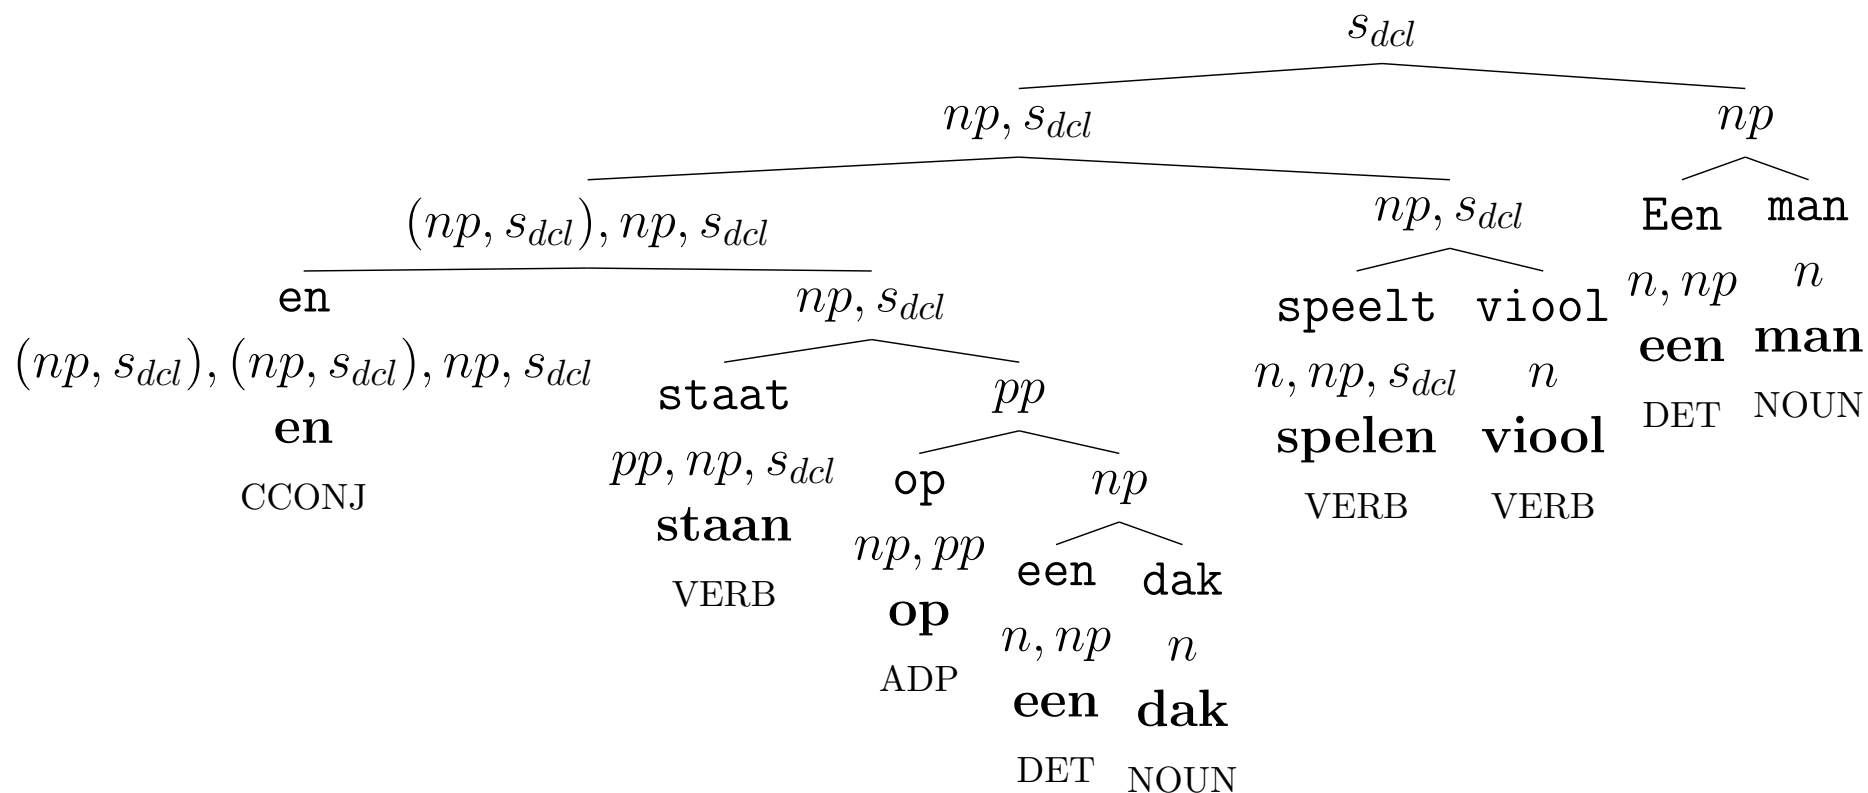 s_dcl
np, s_dcl
np
(np, s_dcl), np, s_dcl
np, s_dcl
Een
n, np
een
DET
man
n
man
NOUN
en
(np, s_dcl), (np, s_dcl), np, s_dcl
en
CCONJ
np, s_dcl
speelt
n, np, s_dcl
spelen
VERB
viool
n
viool
VERB
staat
pp, np, s_dcl
staan
VERB
pp
op
np, pp
op
ADP
np
een
n, np
een
DET
dak
n
dak
NOUN